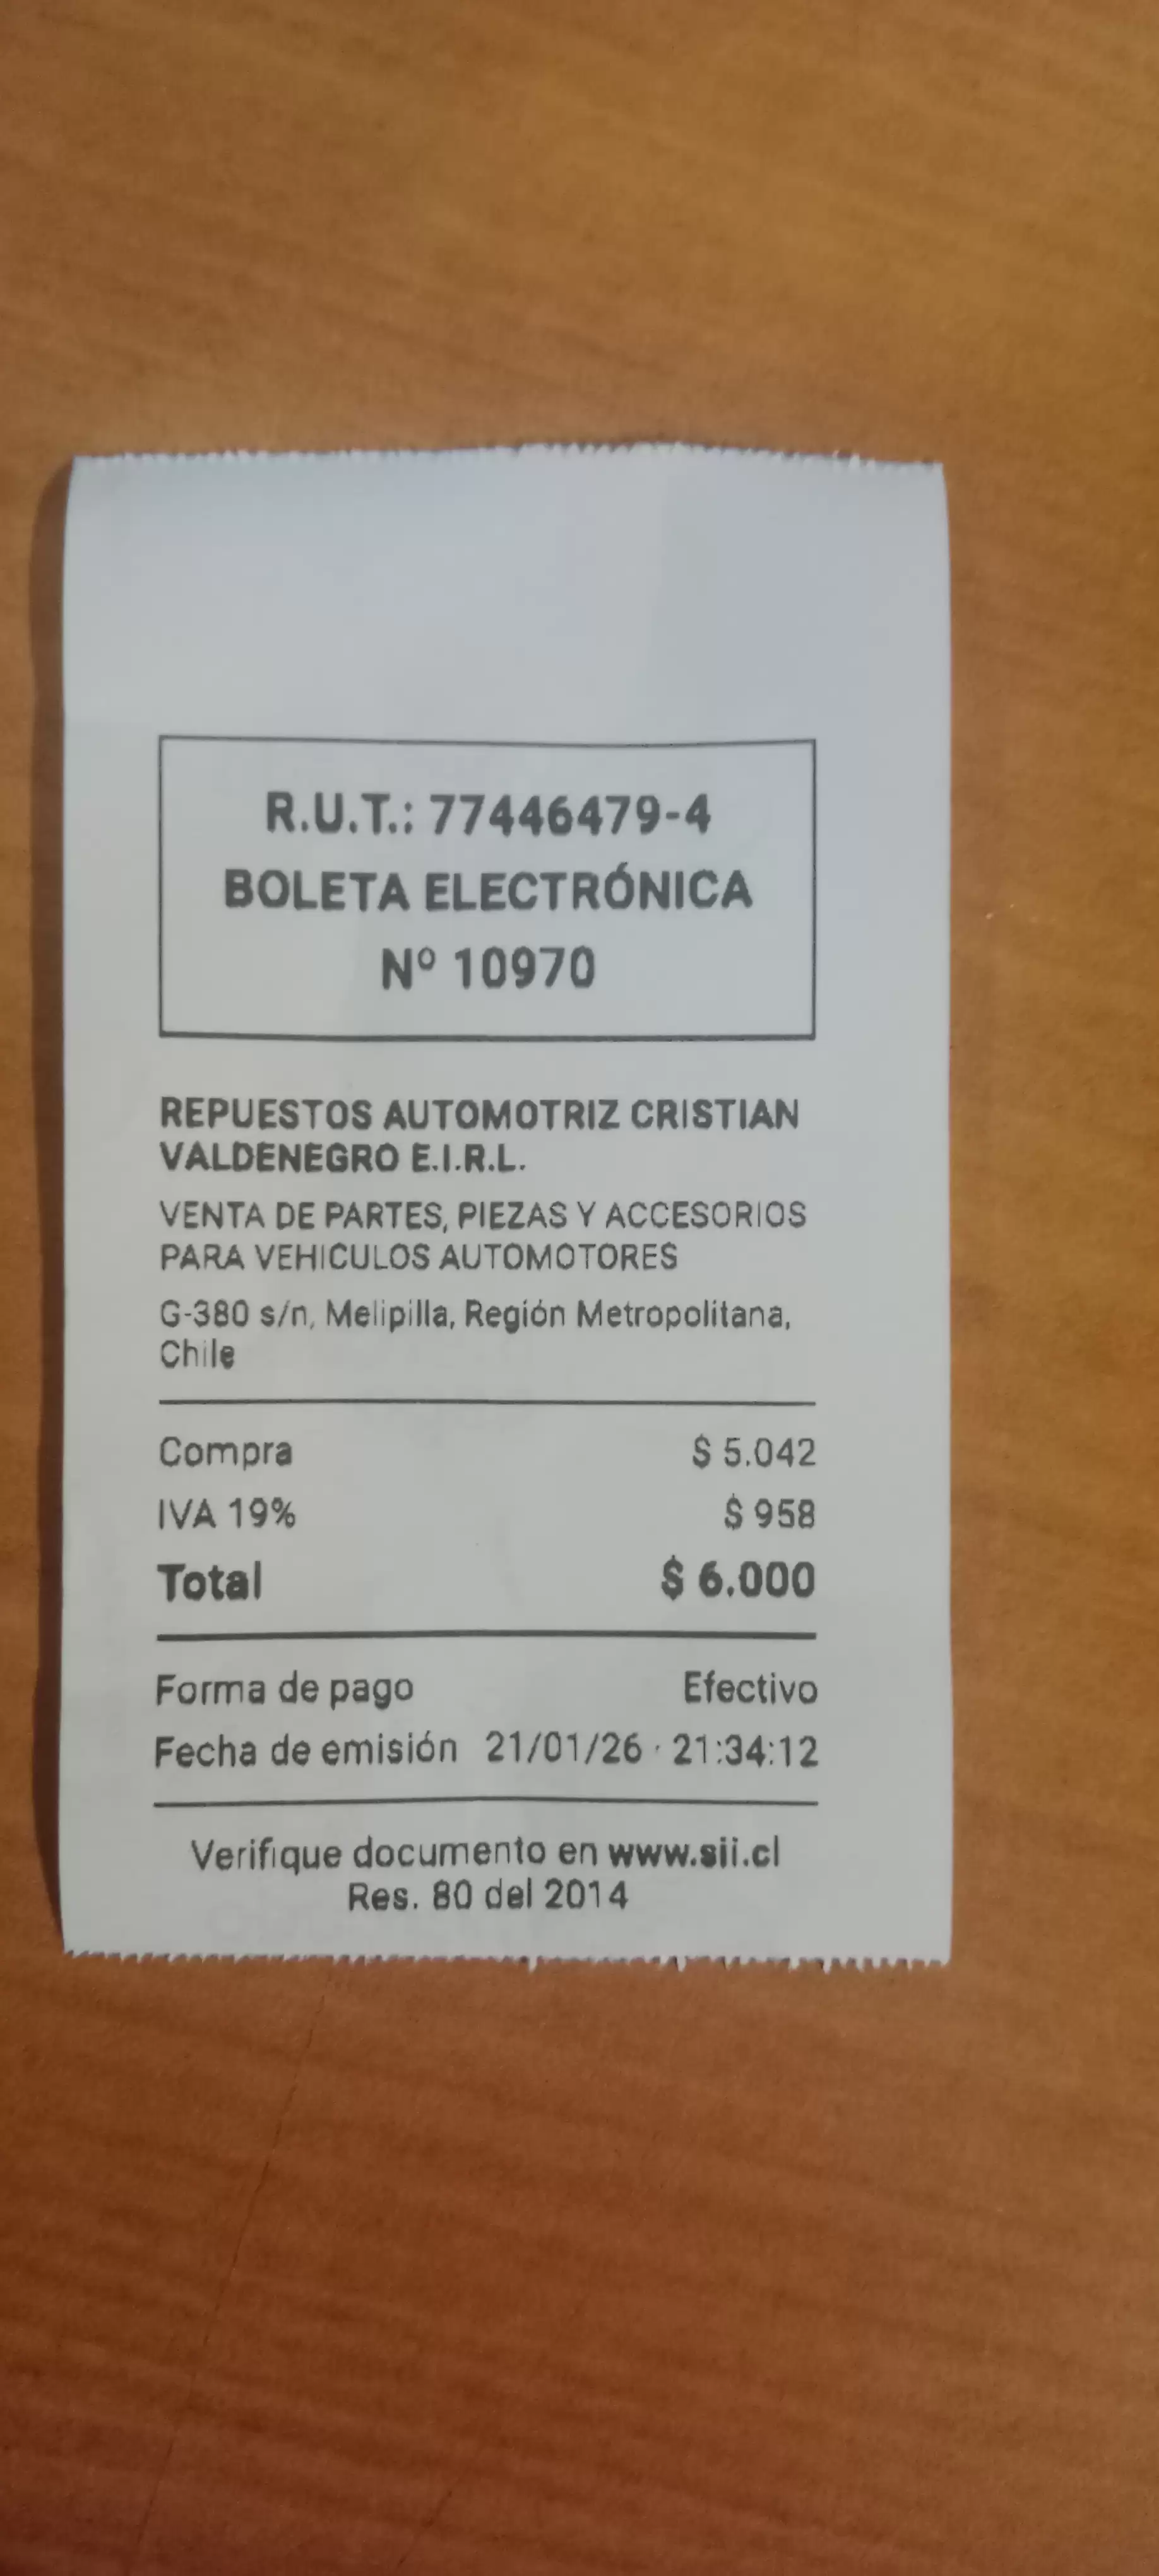 R.U.T.: 77446479-4
BOLETA ELECTRÓNICA
Nº 10970
REPUESTOS AUTOMOTRIZ CRISTIAN
VALDENEGRO E.I.R.L.
VENTA DE PARTES, PIEZAS Y ACCESORIOS
PARA VEHICULOS AUTOMOTORES
G-380 s/n, Melipilla, Región Metropolitana,
Chile
Compra $ 5.042
IVA 19% $ 958
Total $ 6.000
Forma de pago Efectivo
Fecha de emisión 21/01/26 · 21:34:12
Verifique documento en www.sii.cl
Res. 80 del 2014